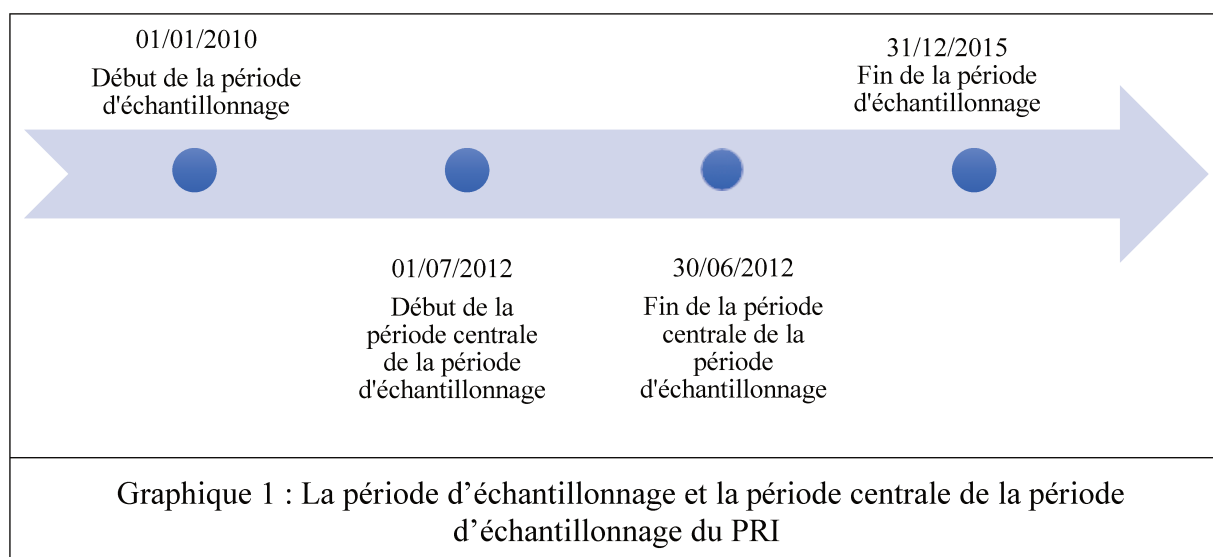 01/01/2010
Début de la période
d'échantillonnage
31/12/2015
Fin de la période
d'échantillonnage
01/07/2012
Début de la
période centrale
de la période
d'échantillonnage
30/06/2012
Fin de la période
centrale de la
période
d'échantillonnage
Graphique 1 : La période d’échantillonnage et la période centrale de la période
d’échantillonnage du PRI